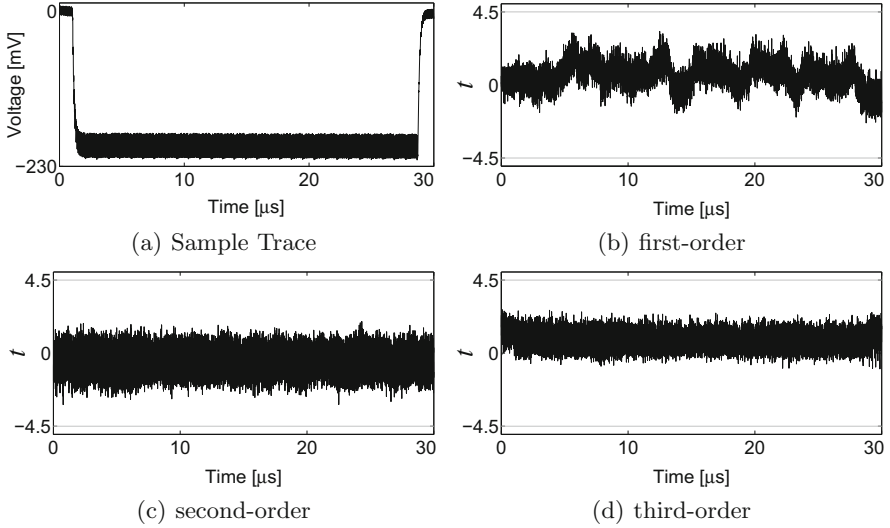 0
Voltage [mV]
−230
0 10 20 30
Time [µs]
(a) Sample Trace
4.5
t
0
−4.5
0 10 20 30
Time [µs]
(b) first-order
4.5
t
0
−4.5
0 10 20 30
Time [µs]
(c) second-order
4.5
t
0
−4.5
0 10 20 30
Time [µs]
(d) third-order